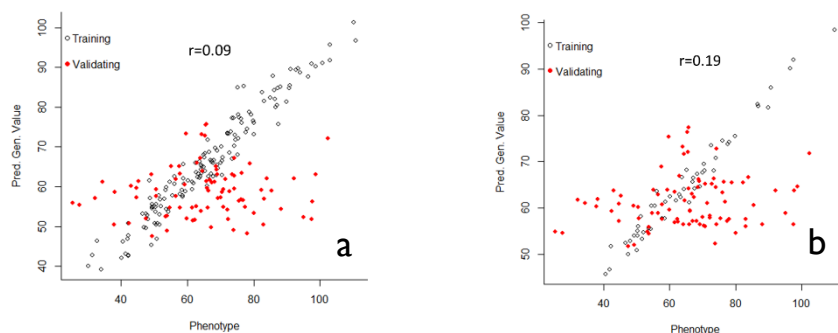 Training
Validating
r=0.09
Pred. Gen. Value
100
90
80
70
60
50
40
40
60
80
100
Phenotype
a
Training
Validating
r=0.19
Pred. Gen. Value
100
90
80
70
60
50
40
60
80
100
Phenotype
b